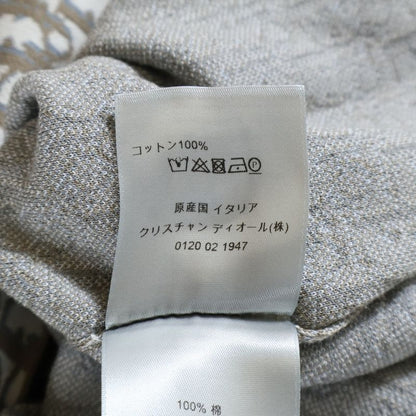 コットン100%
P
原産国 イタリア
クリスチャン ディオール(株)
0120 02 1947
100% 棉